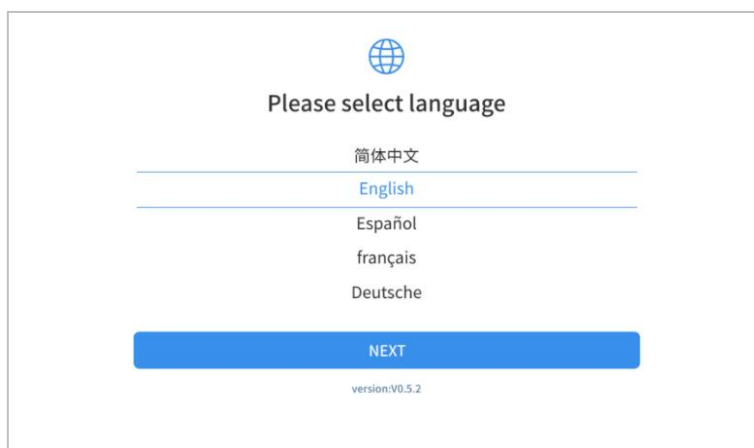 Please select language
简体中文
English
Español
français
Deutsche
NEXT
version:V0.5.2